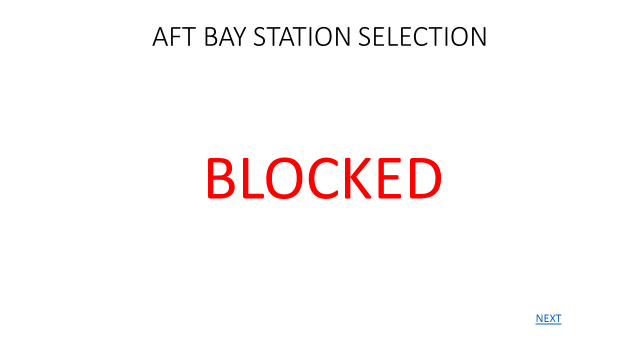 AFT BAY STATION SELECTION
BLOCKED
NEXT